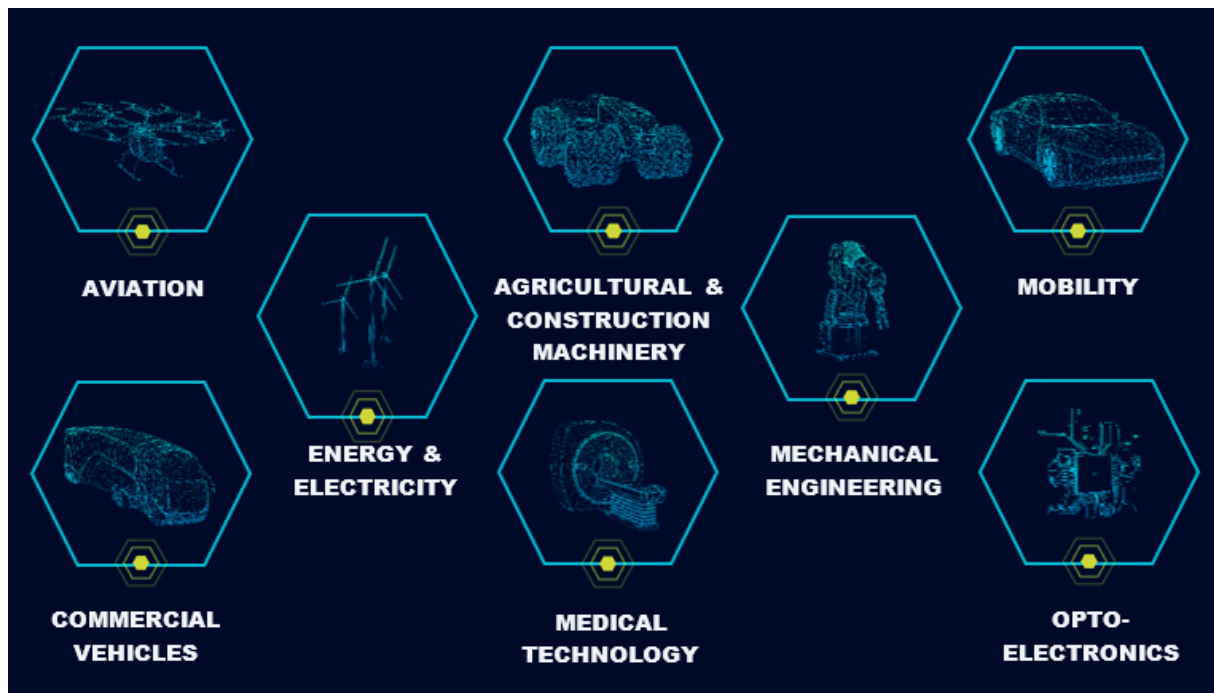 AVIATION
AGRICULTURAL &
CONSTRUCTION
MACHINERY
MOBILITY
ENERGY &
ELECTRICITY
MECHANICAL
ENGINEERING
COMMERCIAL
VEHICLES
MEDICAL
TECHNOLOGY
OPTO-
ELECTRONICS